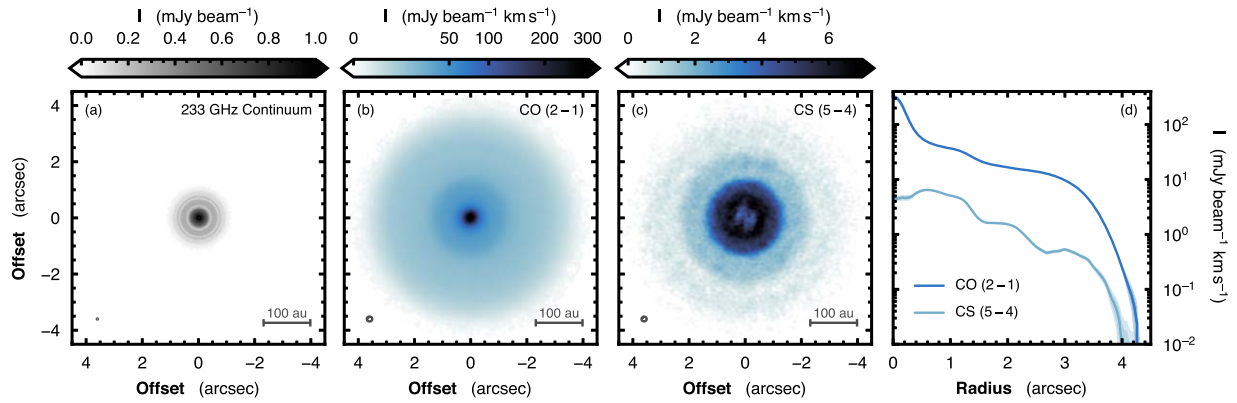 I (mJy beam⁻¹)
I (mJy beam⁻¹ km s⁻¹)
I (mJy beam⁻¹ km s⁻¹)
0.0 0.2 0.4 0.6 0.8 1.0
0 50 100 200 300
0 2 4 6
(a) 233 GHz Continuum
(b) CO (2−1)
(c) CS (5−4)
(d)
4
2
0
−2
−4
Offset (arcsec)
100 au
100 au
100 au
CO (2−1)
CS (5−4)
10²
10¹
10⁰
10⁻¹
10⁻²
I (mJy beam⁻¹ km s⁻¹)
4 2 0 −2 −4
4 2 0 −2 −4
4 2 0 −2 −4
0 1 2 3 4
Offset (arcsec)
Offset (arcsec)
Offset (arcsec)
Radius (arcsec)